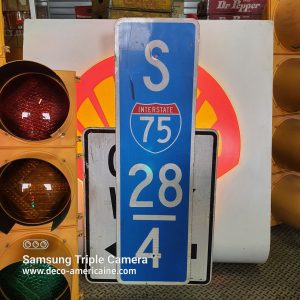 Dr Pepper
S
INTERSTATE
75
28
4
Samsung Triple Camera
www.deco-americaine.com